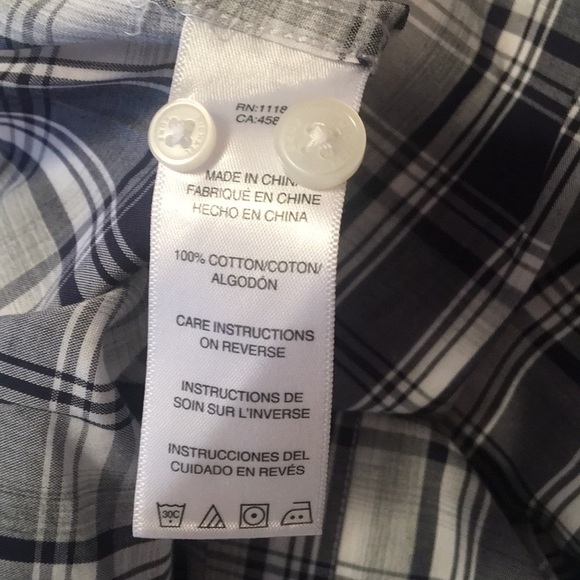 RN:1118
CA:458
MADE IN CHINA
FABRIQUÉ EN CHINE
HECHO EN CHINA
100% COTTON/COTON/
ALGODÓN
CARE INSTRUCTIONS
ON REVERSE
INSTRUCTIONS DE
SOIN SUR L'INVERSE
INSTRUCCIONES DEL
CUIDADO EN REVÉS
30C